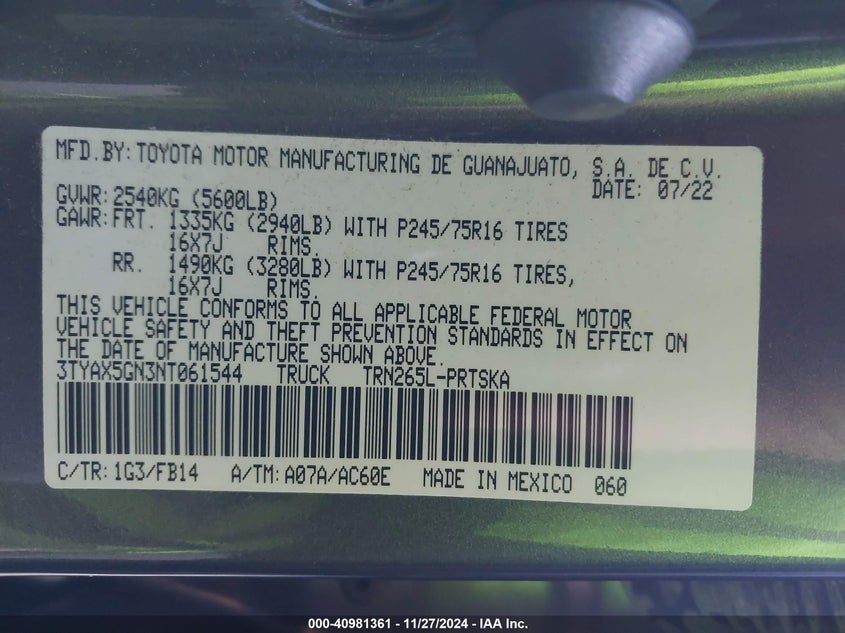 MFD.BY: TOYOTA MOTOR MANUFACTURING DE GUANAJUATO, S.A. DE C.V.
DATE: 07/22
GVWR: 2540KG (5600LB)
GAWR: FRT. 1335KG (2940LB) WITH P245/75R16 TIRES
16X7J RIMS,
RR. 1490KG (3280LB) WITH P245/75R16 TIRES,
16X7J RIMS.
THIS VEHICLE CONFORMS TO ALL APPLICABLE FEDERAL MOTOR
VEHICLE SAFETY AND THEFT PREVENTION STANDARDS IN EFFECT ON
THE DATE OF MANUFACTURE SHOWN ABOVE.
3TYAX5GN3NT061544 TRUCK TRN265L-PRTSKA
C/TR: 1G3/FB14 A/TM: A07A/AC60E MADE IN MEXICO 060
000-40981361 - 11/27/2024 - IAA Inc.